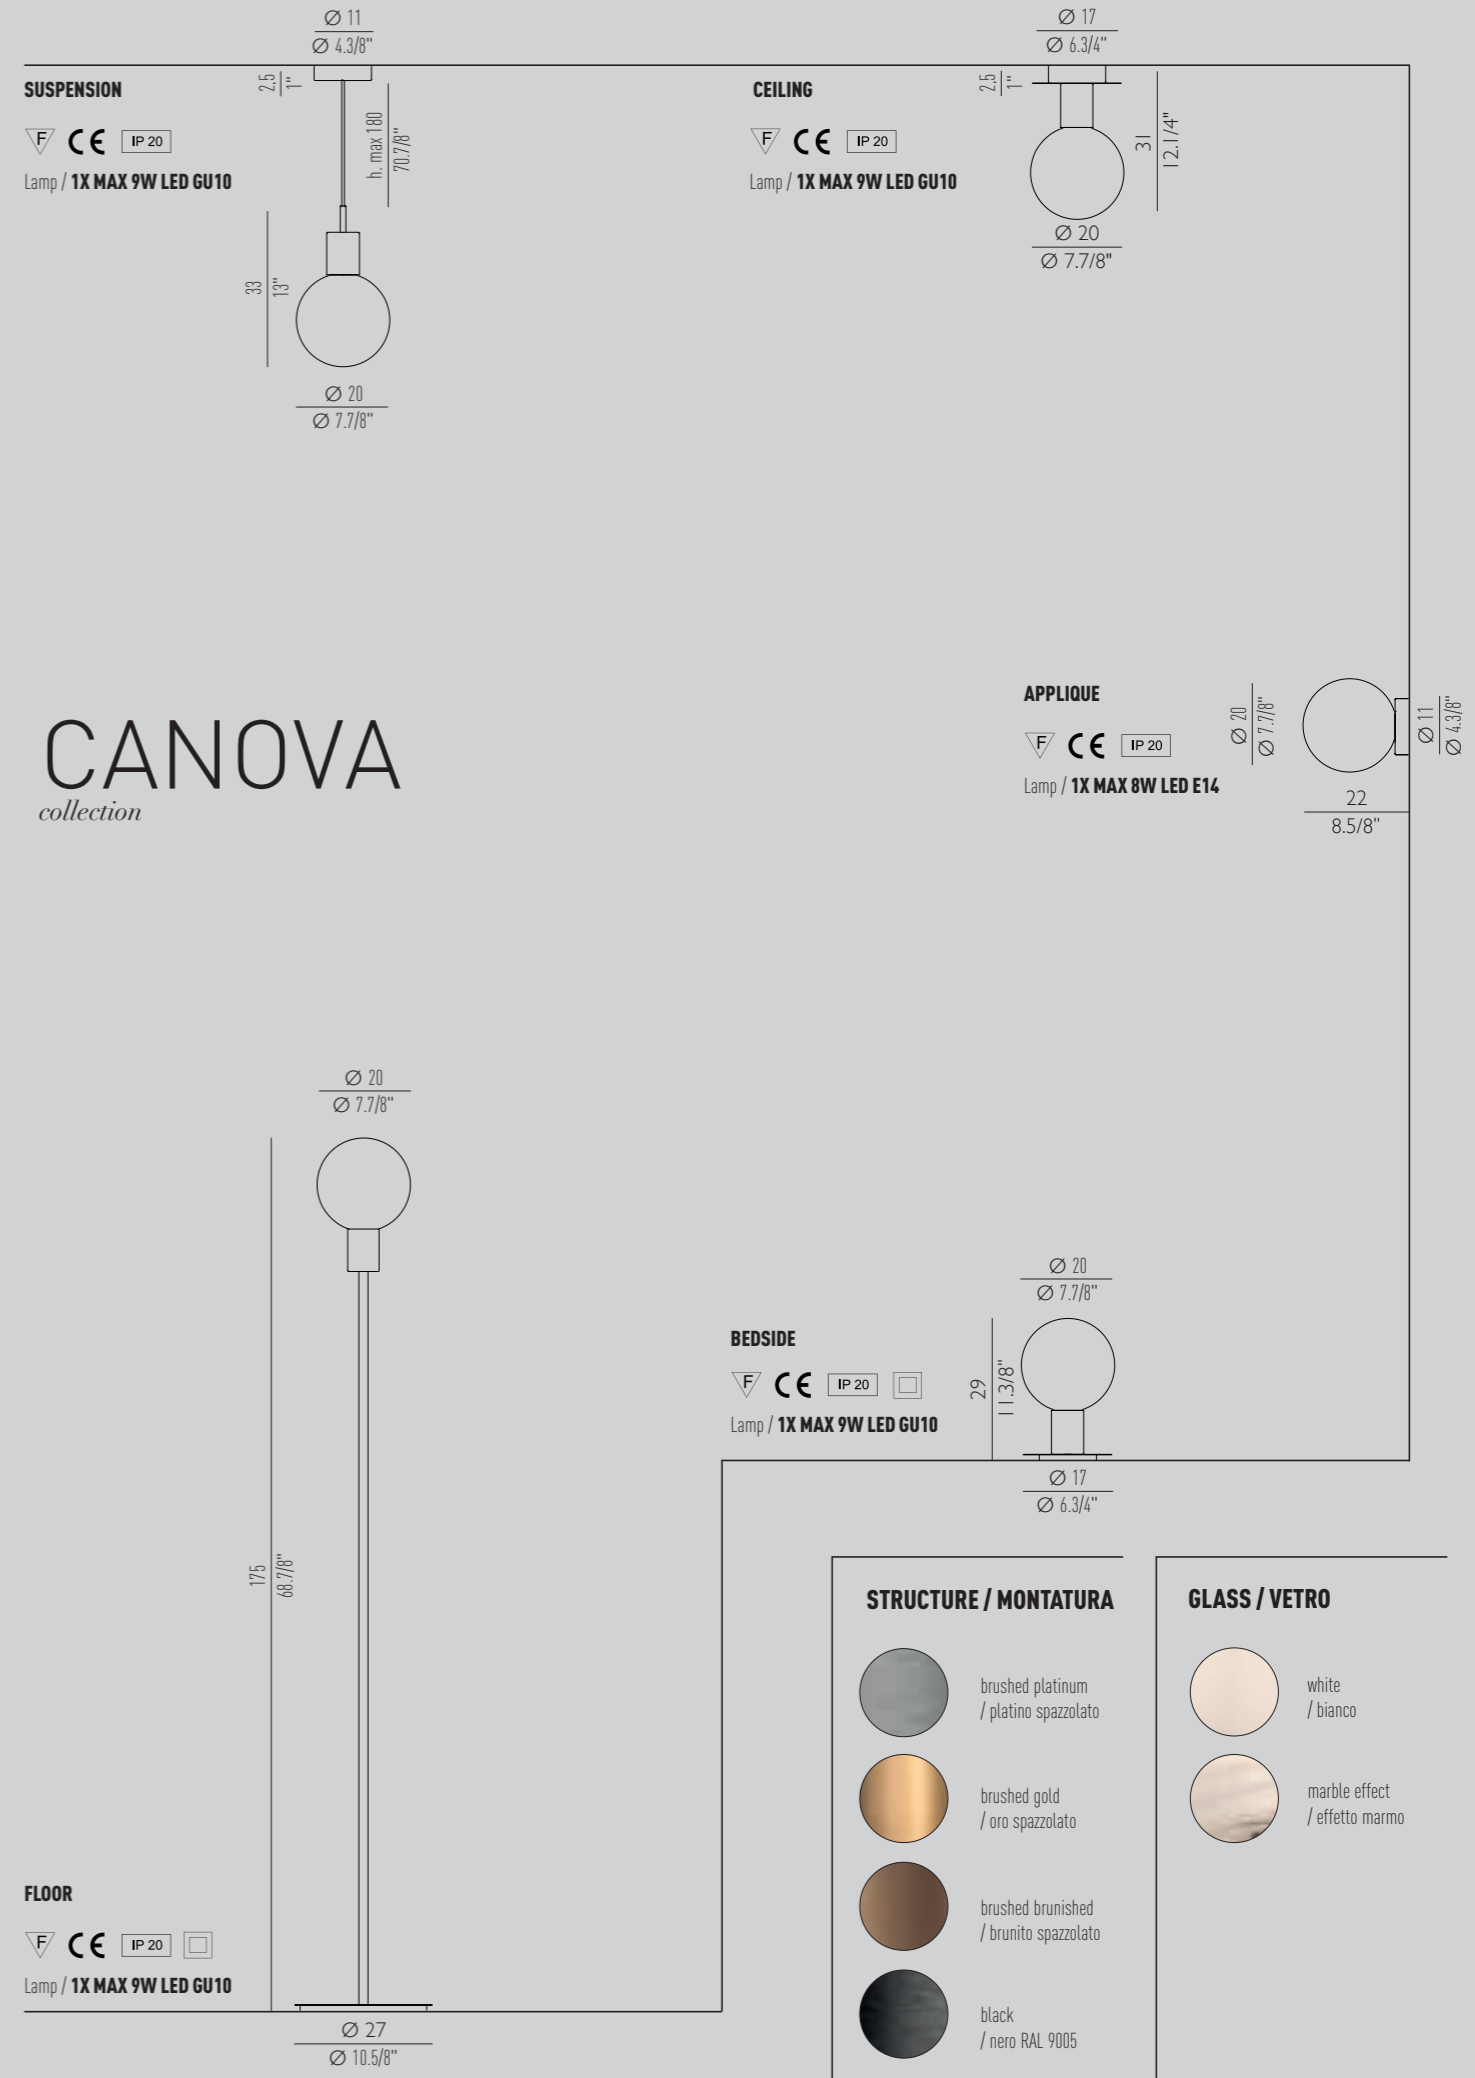 Ø 11
Ø 4.3/8"
SUSPENSION
2,5
1"
F CE IP 20
Lamp / 1X MAX 9W LED GU10
h. max 180
70.7/8"
33
13"
Ø 20
Ø 7.7/8"
Ø 17
Ø 6.3/4"
CEILING
2,5
1"
F CE IP 20
Lamp / 1X MAX 9W LED GU10
31
12.1/4"
Ø 20
Ø 7.7/8"
APPLIQUE
F CE IP 20
Lamp / 1X MAX 8W LED E14
Ø 20
Ø 7.7/8"
Ø 11
Ø 4.3/8"
22
8.5/8"
CANOVA
collection
Ø 20
Ø 7.7/8"
175
68.7/8"
FLOOR
F CE IP 20
Lamp / 1X MAX 9W LED GU10
Ø 27
Ø 10.5/8"
Ø 20
Ø 7.7/8"
BEDSIDE
F CE IP 20
Lamp / 1X MAX 9W LED GU10
29
11.3/8"
Ø 17
Ø 6.3/4"
STRUCTURE / MONTATURA
brushed platinum
/ platino spazzolato
brushed gold
/ oro spazzolato
brushed brunished
/ brunito spazzolato
black
/ nero RAL 9005
GLASS / VETRO
white
/ bianco
marble effect
/ effetto marmo